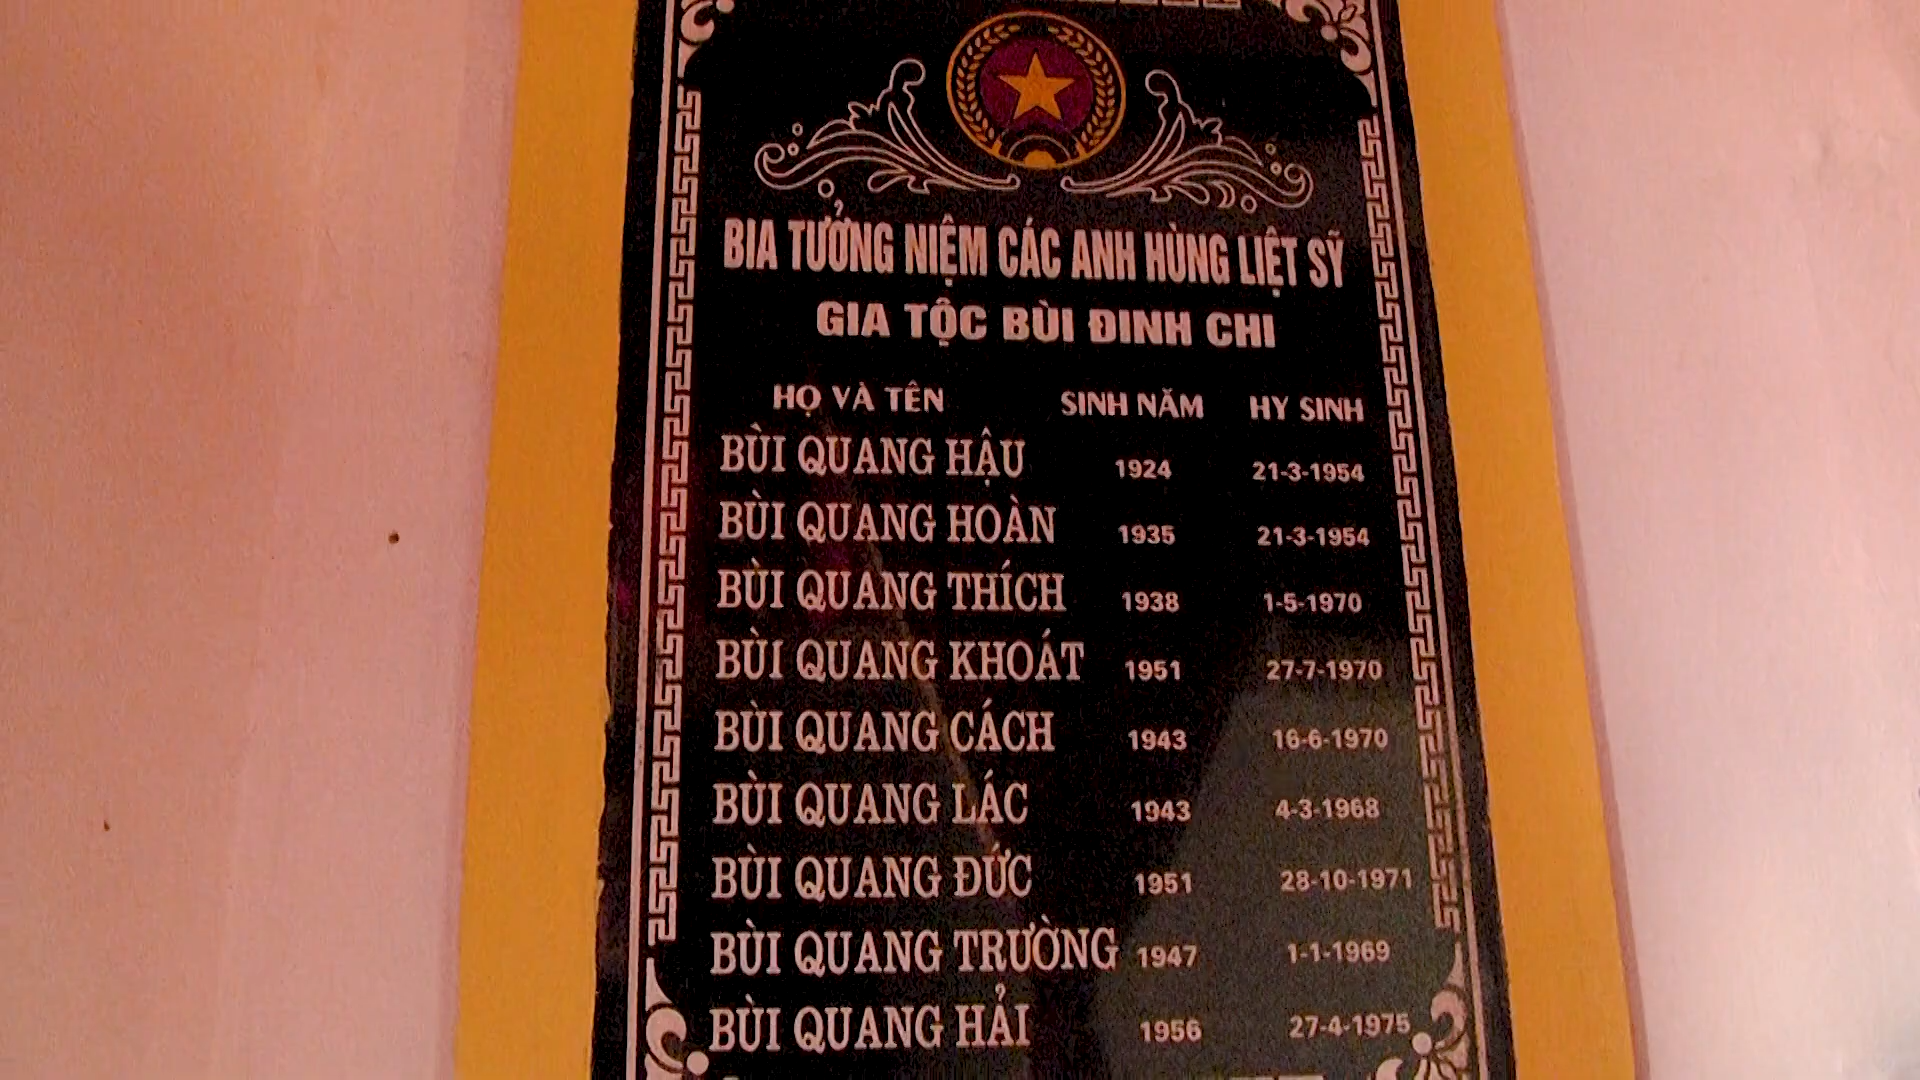 BIA TƯỞNG NIỆM CÁC ANH HÙNG LIỆT SỸ
GIA TỘC BÙI ĐINH CHI
HỌ VÀ TÊN SINH NĂM HY SINH
BÙI QUANG HẬU 1924 21-3-1954
BÙI QUANG HOÀN 1935 21-3-1954
BÙI QUANG THÍCH 1938 1-5-1970
BÙI QUANG KHOÁT 1951 27-7-1970
BÙI QUANG CÁCH 1943 16-6-1970
BÙI QUANG LÁC 1943 4-3-1968
BÙI QUANG ĐỨC 1951 28-10-1971
BÙI QUANG TRƯỜNG 1947 1-1-1969
BÙI QUANG HẢI 1956 27-4-1975